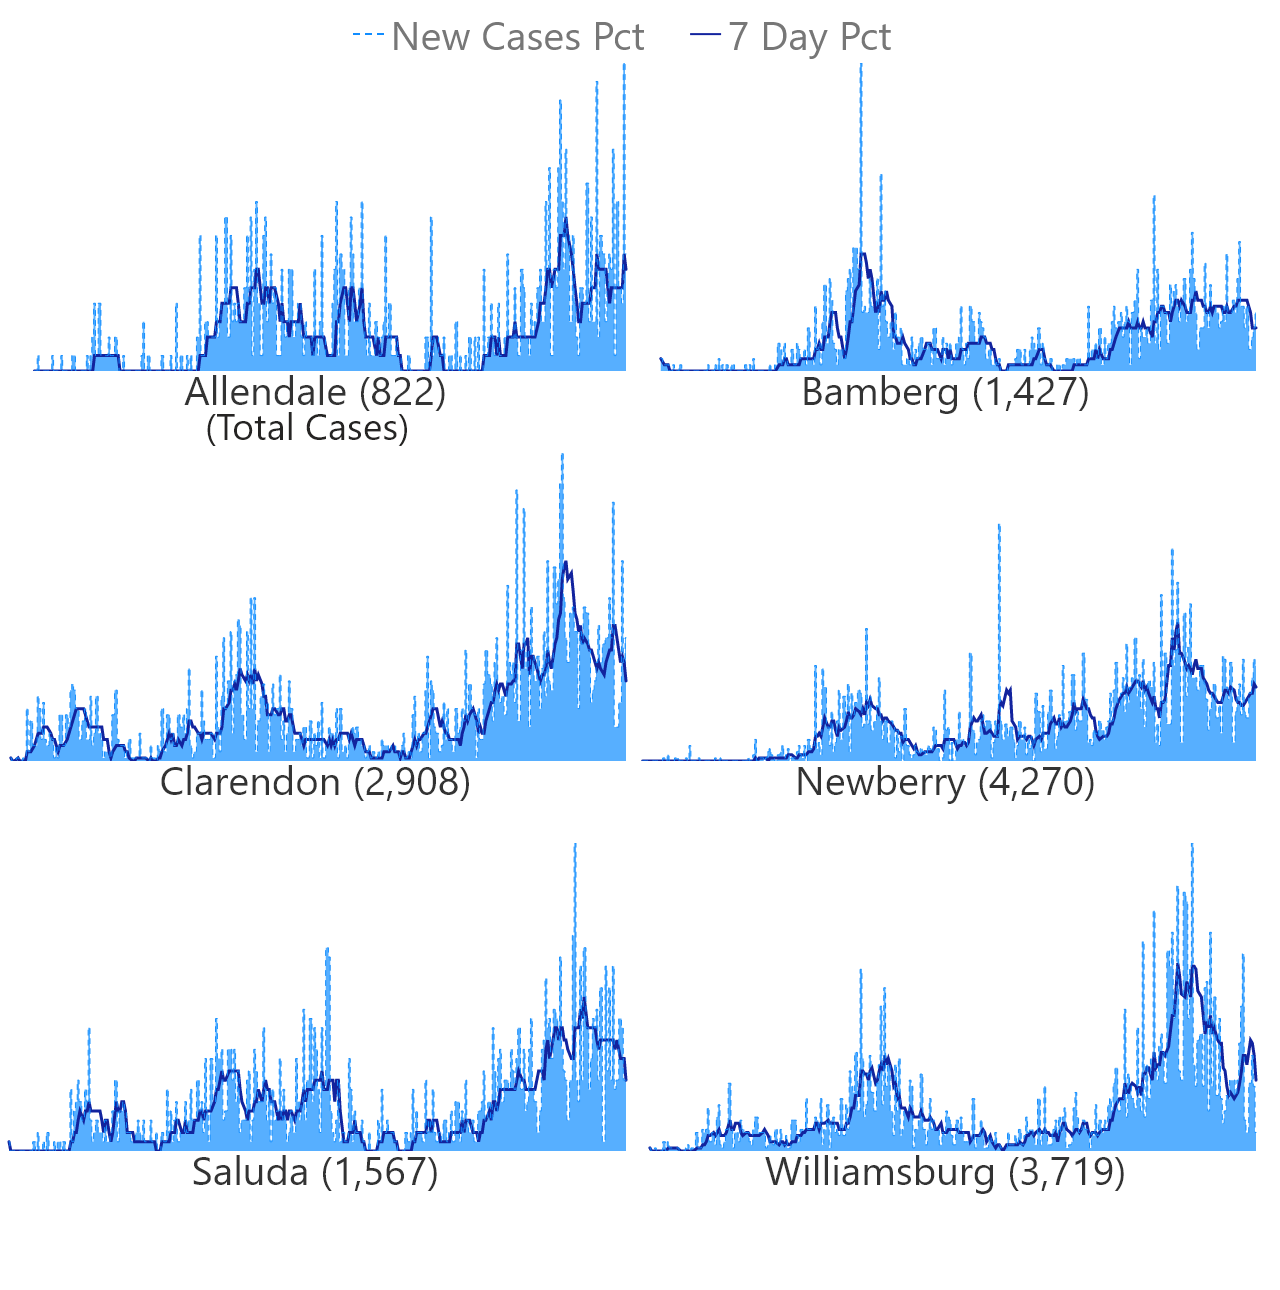 New Cases Pct 7 Day Pct
Allendale (822) Bamberg (1,427)
(Total Cases)
Clarendon (2,908) Newberry (4,270)
Saluda (1,567) Williamsburg (3,719)